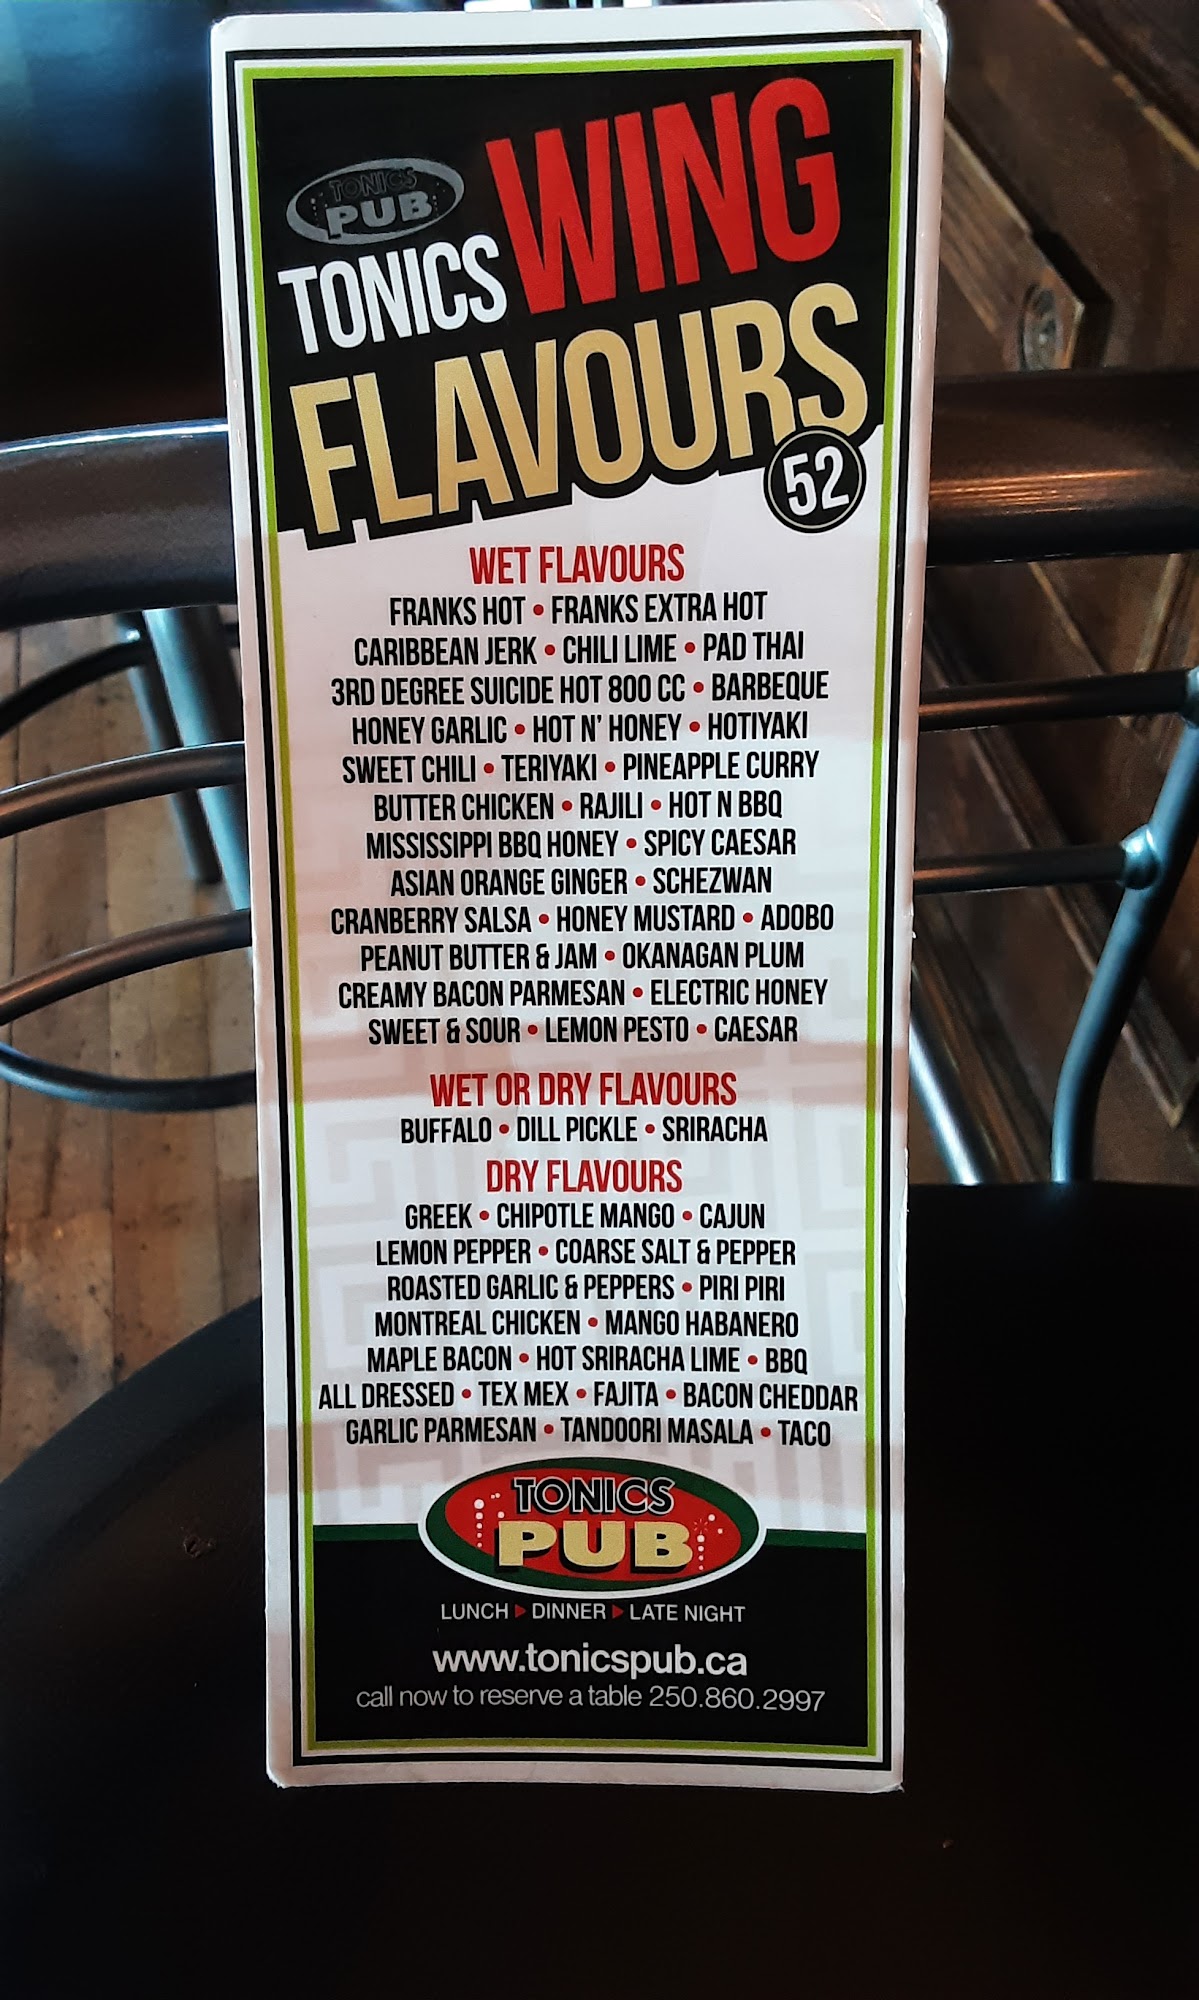 TONICS
PUB
TONICS WING
FLAVOURS
52
WET FLAVOURS
FRANKS HOT • FRANKS EXTRA HOT
CARIBBEAN JERK • CHILI LIME • PAD THAI
3RD DEGREE SUICIDE HOT 800 CC • BARBEQUE
HONEY GARLIC • HOT N' HONEY • HOTIYAKI
SWEET CHILI • TERIYAKI • PINEAPPLE CURRY
BUTTER CHICKEN • RAJILI • HOT N BBQ
MISSISSIPPI BBQ HONEY • SPICY CAESAR
ASIAN ORANGE GINGER • SCHEZWAN
CRANBERRY SALSA • HONEY MUSTARD • ADOBO
PEANUT BUTTER & JAM • OKANAGAN PLUM
CREAMY BACON PARMESAN • ELECTRIC HONEY
SWEET & SOUR • LEMON PESTO • CAESAR
WET OR DRY FLAVOURS
BUFFALO • DILL PICKLE • SRIRACHA
DRY FLAVOURS
GREEK • CHIPOTLE MANGO • CAJUN
LEMON PEPPER • COARSE SALT & PEPPER
ROASTED GARLIC & PEPPERS • PIRI PIRI
MONTREAL CHICKEN • MANGO HABANERO
MAPLE BACON • HOT SRIRACHA LIME • BBQ
ALL DRESSED • TEX MEX • FAJITA • BACON CHEDDAR
GARLIC PARMESAN • TANDOORI MASALA • TACO
TONICS
PUB
LUNCH ▸ DINNER ▸ LATE NIGHT
www.tonicspub.ca
call now to reserve a table 250.860.2997